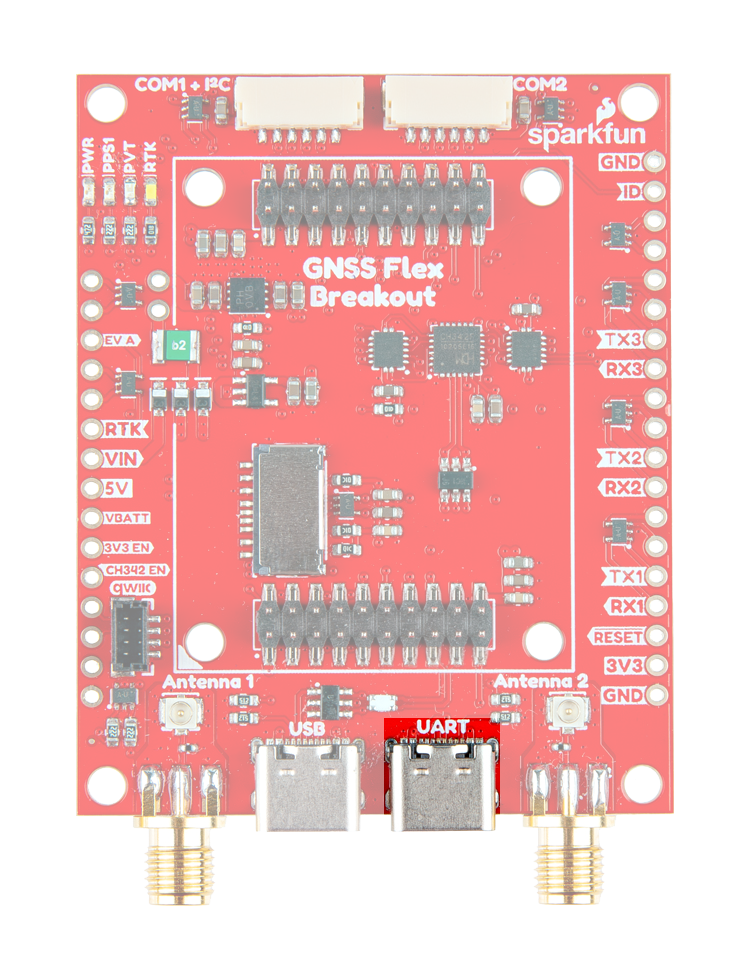 COM1 + I²C
COM2
sparkfun
PWR
PPS1
PVT
RTK
GND
ID
GNSS Flex
Breakout
EV A
b2
TX3
RX3
RTK
VIN
5V
VBATT
3V3 EN
CH342 EN
qwiic
TX2
RX2
TX1
RX1
RESET
3V3
GND
Antenna 1
Antenna 2
USB
UART